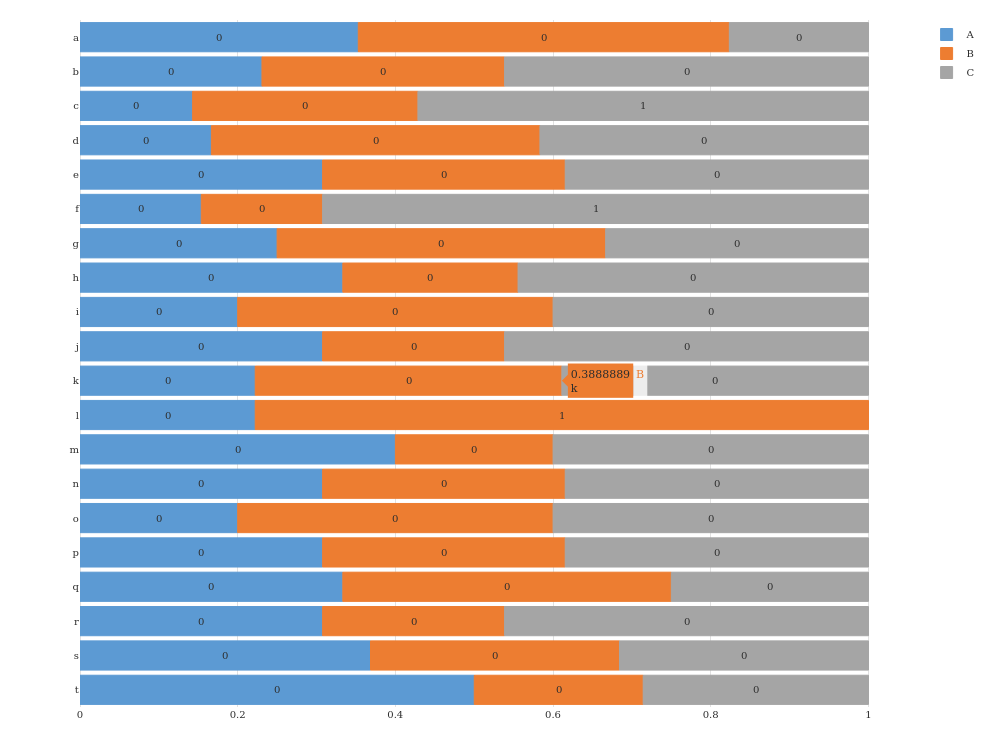 a 0 0 0
A
b 0 0 0
B
C
c 0 0 1
d 0 0 0
e 0 0 0
f 0 0 1
g 0 0 0
h 0 0 0
i 0 0 0
j 0 0 0
k 0 0 0.3888889 B 0
k
l 0 1
m 0 0 0
n 0 0 0
o 0 0 0
p 0 0 0
q 0 0 0
r 0 0 0
s 0 0 0
t 0 0 0
0 0.2 0.4 0.6 0.8 1